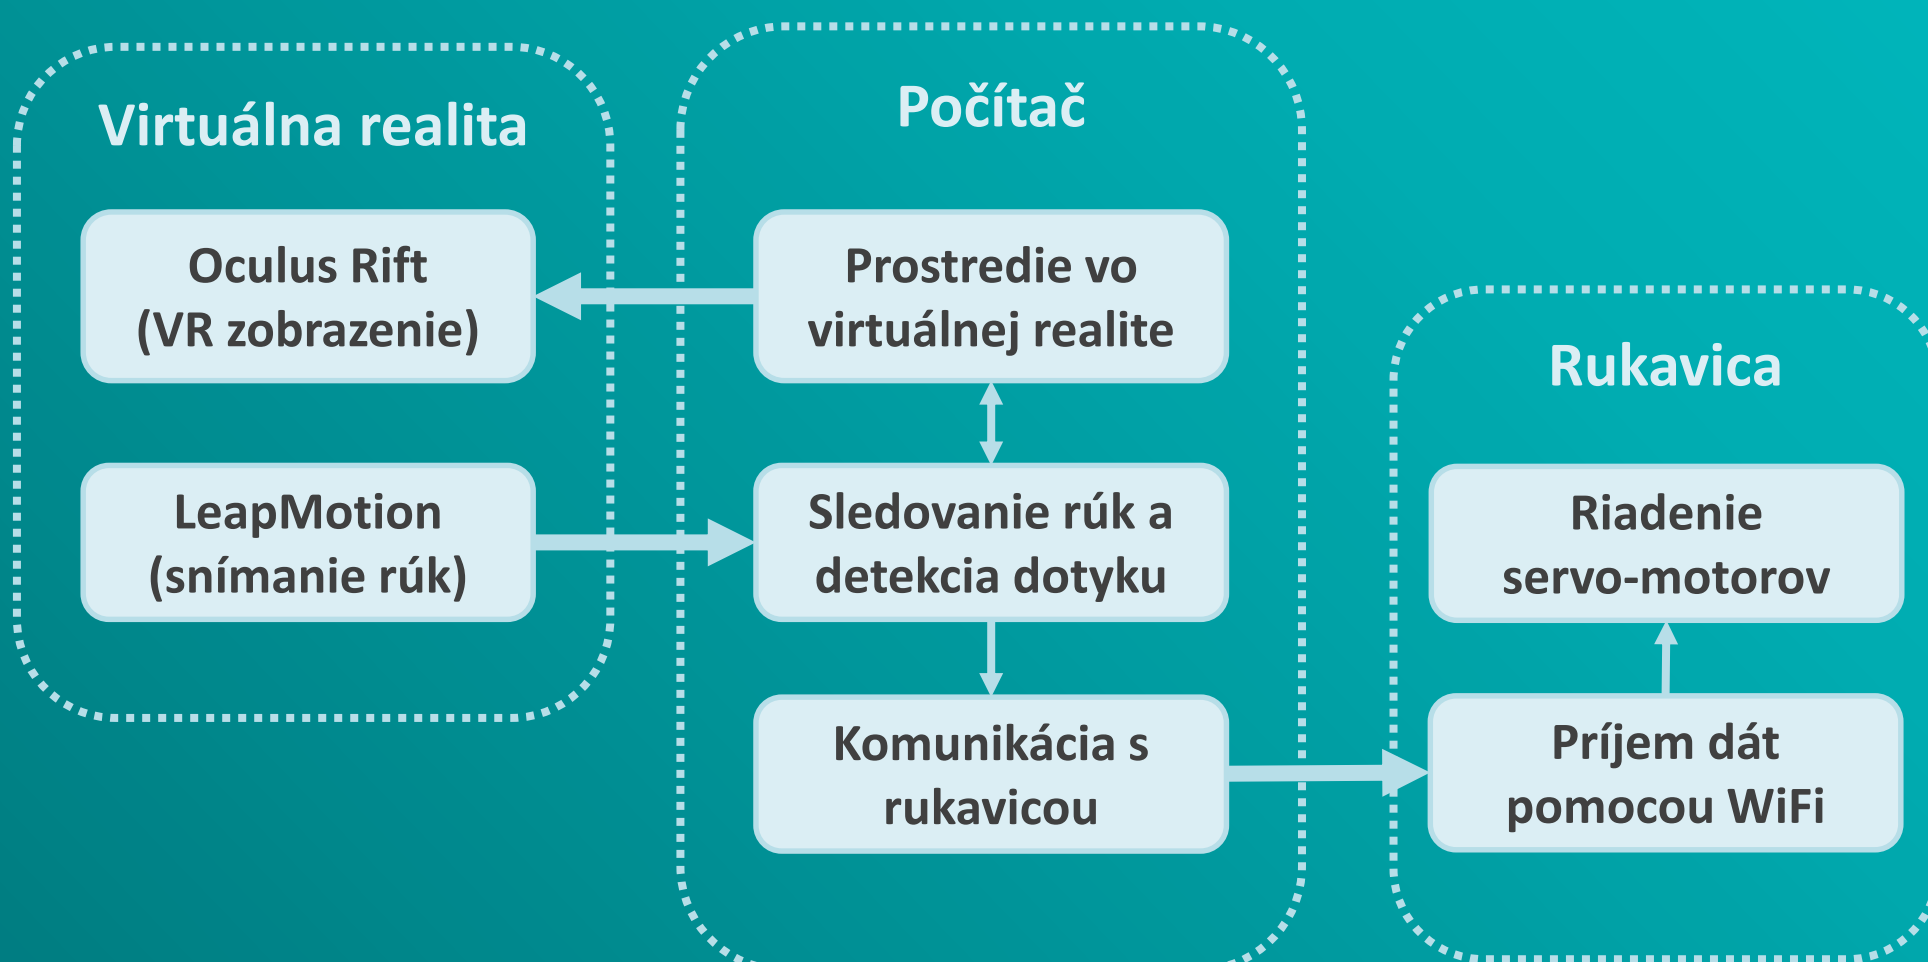 Virtuálna realita
Oculus Rift
(VR zobrazenie)
LeapMotion
(snímanie rúk)
Počítač
Prostredie vo
virtuálnej realite
Sledovanie rúk a
detekcia dotyku
Komunikácia s
rukavicou
Rukavica
Riadenie
servo-motorov
Príjem dát
pomocou WiFi